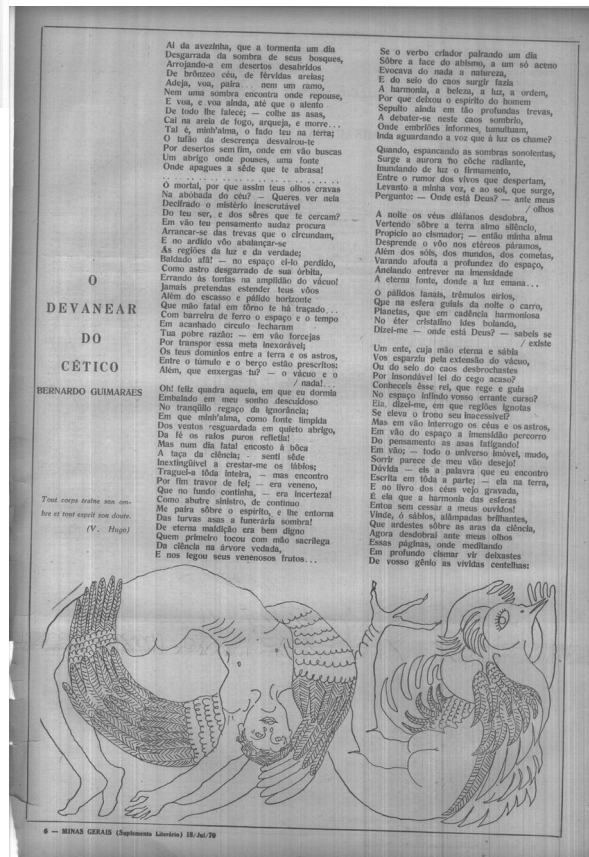 O
DEVANEAR
DO
CÉTICO
BERNARDO GUIMARAES
Tout corps traîne son om-
bre et tout esprit son doute.
(V. Hugo)
Ai da avezinha, que a tormenta um dia
Desgarrada da sombra de seus bosques,
Arrojando-a em desertos desabridos
De brônzeo céu, de férvidas areias;
Adeja, voa, paira... nem um ramo,
Nem uma sombra encontra onde repouse,
E voa, e voa ainda, até que o alento
De todo lhe falece; — colhe as asas,
Cai na areia de fogo, arqueja, e morre...
Tal é, minh'alma, o fado teu na terra;
O tufão da descrença desvairou-te
Por desertos sem fim, onde em vão buscas
Um abrigo onde pouses, uma fonte
Onde apagues a sêde que te abrasa!
. . . . . . . . . . . . . . . . . . . . . . . . . . . . . .
Ó mortal, por que assim teus olhos cravas
Na abóbada do céu? — Queres ver nela
Decifrado o mistério inescrutável
Do teu ser, e dos sêres que te cercam?
Em vão teu pensamento audaz procura
Arrancar-se das trevas que o circundam,
E no ardido vôo abalançar-se
Às regiões da luz e da verdade;
Baldado afã! — no espaço ei-lo perdido,
Como astro desgarrado de sua órbita,
Errando às tontas na amplidão do vácuo!
Jamais pretendas estender teus vôos
Além do escasso e pálido horizonte
Que mão fatal em tôrno te há traçado...
Com barreira de ferro o espaço e o tempo
Em acanhado círculo fecharam
Tua pobre razão: — em vão forcejas
Por transpor essa meta inexorável;
Os teus domínios entre a terra e os astros,
Entre o túmulo e o berço estão prescritos:
Além, que enxergas tu? — o vácuo e o
/ nada!...
Oh! feliz quadra aquela, em que eu dormia
Embalado em meu sonho descuidoso
No tranqüilo regaço da ignorância;
Em que minh'alma, como fonte límpida
Dos ventos resguardada em quieto abrigo,
Da fé os raios puros refletia!
Mas num dia fatal encosto à bôca
A taça da ciência; - senti sêde
Inextingüível a crestar-me os lábios;
Traguei-a tôda inteira, — mas encontro
Por fim travor de fel; — era veneno,
Que no fundo continha, — era incerteza!
Como abutre sinistro, de contínuo
Me paira sôbre o espírito, e lhe entorna
Das turvas asas a funerária sombra!
De eterna maldição era bem digno
Quem primeiro tocou com mão sacrílega
Da ciência na árvore vedada,
E nos legou seus venenosos frutos...
Se o verbo criador pairando um dia
Sôbre a face do abismo, a um só aceno
Evocava do nada a natureza,
E do seio do caos surgir fazia
A harmonia, a beleza, a luz, a ordem,
Por que deixou o espírito do homem
Sepulto ainda em tão profundas trevas,
A debater-se neste caos sombrio,
Onde embriões informes, tumultuam,
Inda aguardando a voz que à luz os chame?
Quando, espancando as sombras sonolentas,
Surge a aurora no côche radiante,
Inundando de luz o firmamento,
Entre o rumor dos vivos que despertam,
Levanto a minha voz, e ao sol, que surge,
Pergunto: — Onde está Deus? — ante meus
/ olhos
A noite os véus diáfanos desdobra,
Vertendo sôbre a terra almo silêncio,
Propício ao cismador; — então minha alma
Desprende o vôo nos etéreos páramos,
Além dos sóis, dos mundos, dos cometas,
Varando afouta a profundez do espaço,
Anelando entrever na imensidade
A eterna fonte, donde a luz emana...
Ó pálidos fanais, trêmulos círios,
Que na esfera guiais da noite o carro,
Planetas, que em cadência harmoniosa
No éter cristalino ides bolando,
Dizei-me — onde está Deus? — sabeis se
/ existe
Um ente, cuja mão eterna e sábia
Vos esparziu pela extensão do vácuo,
Ou do seio do caos desbrochastes
Por insondável lei do cego acaso?
Conheceis êsse rei, que rege e guia
No espaço infindo vosso errante curso?
Eia, dizei-me, em que regiões ignotas
Se eleva o trono seu inacessível?
Mas em vão interrogo os céus e os astros,
Em vão do espaço a imensidão percorro
Do pensamento as asas fatigando!
Em vão; — todo o universo imóvel, mudo,
Sorrir parece de meu vão desejo!
Dúvida — eis a palavra que eu encontro
Escrita em tôda a parte; — ela na terra,
E no livro dos céus vejo gravada,
É ela que a harmonia das esferas
Entoa sem cessar a meus ouvidos!
Vinde, ó sábios, alâmpadas brilhantes,
Que ardestes sôbre as aras da ciência,
Agora desdobrai ante meus olhos
Essas páginas, onde meditando
Em profundo cismar vir deixastes
De vosso gênio as vívidas centelhas:
6 — MINAS GERAIS (Suplemento Literário) 18/Jul/70